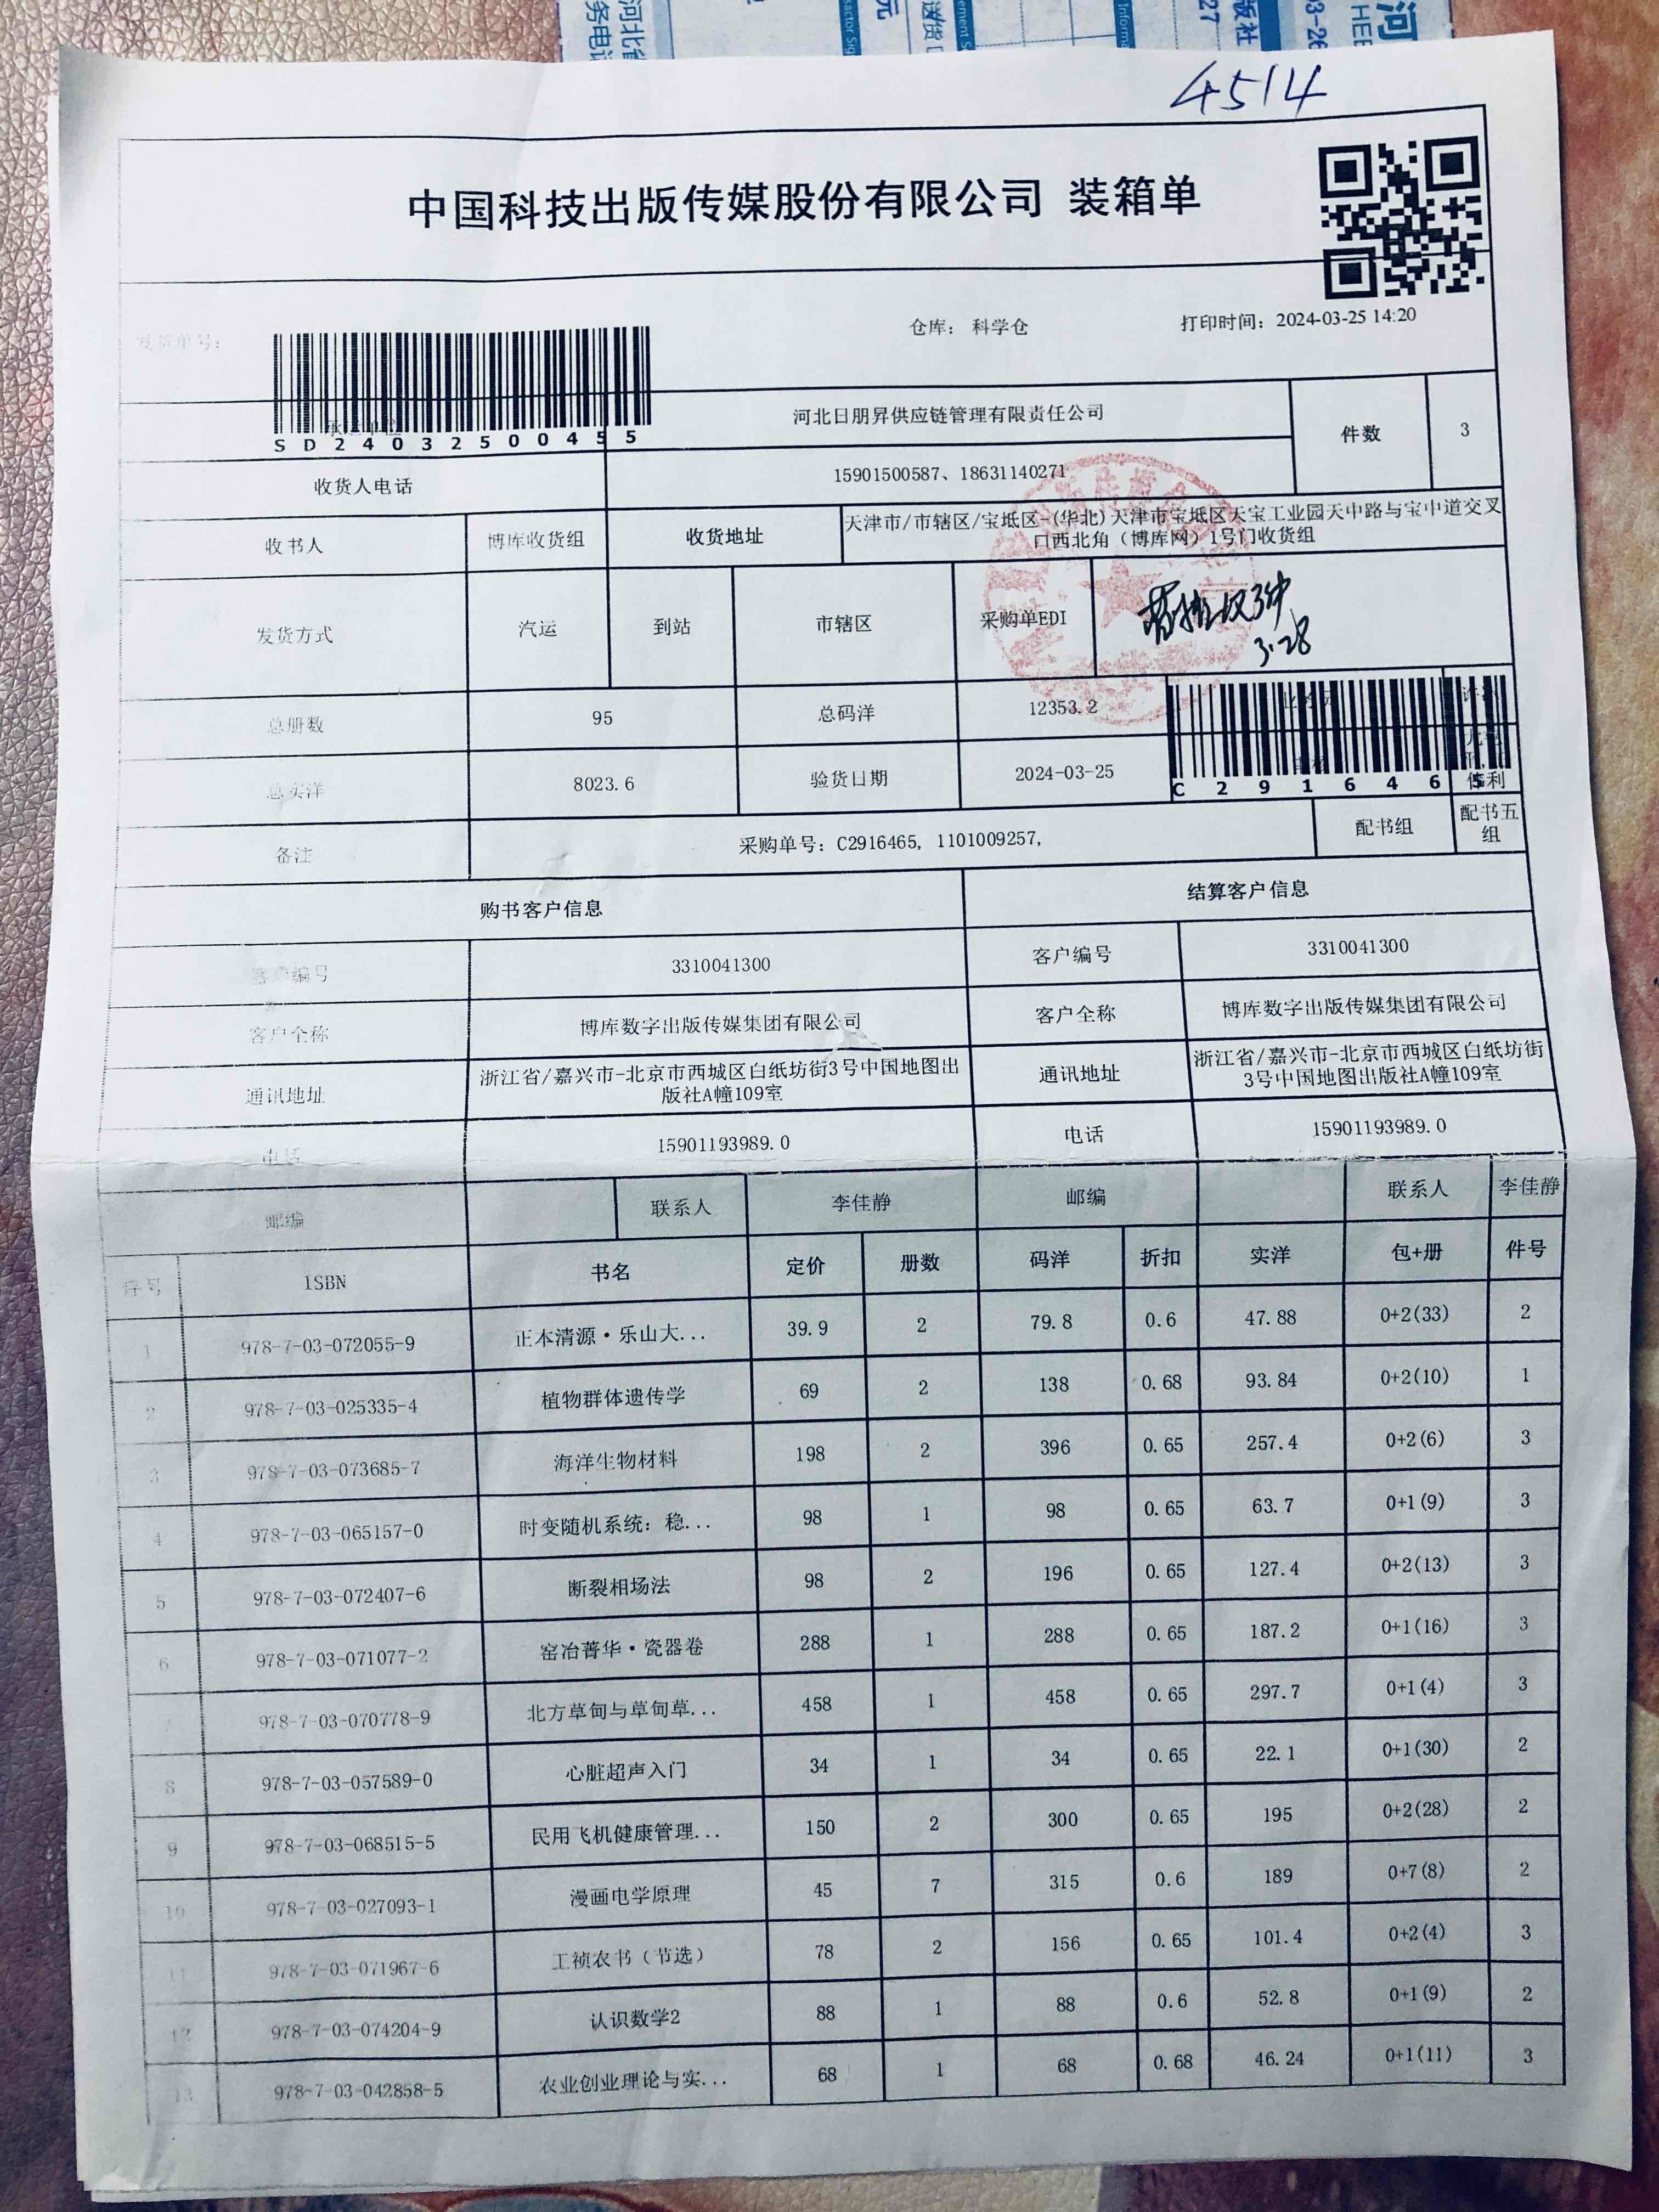 4514
中国科技出版传媒股份有限公司 装箱单
发货单号:
SD24032500455
仓库: 科学仓
打印时间: 2024-03-25 14:20
河北日朋昇供应链管理有限责任公司
件数 3
收货人电话 15901500587、18631140271
收书人 博库收货组 收货地址 天津市/市辖区/宝坻区-(华北)天津市宝坻区天宝工业园天中路与宝中道交叉
口西北角（博库网）1号门收货组
发货方式 汽运 到站 市辖区 采购单EDI
3.28
总册数 95 总码洋 12353.2
总实洋 8023.6 验货日期 2024-03-25
C2916465
备注 采购单号: C2916465, 1101009257, 配书组 配书五
组
购书客户信息 结算客户信息
客户编号 3310041300 客户编号 3310041300
客户全称 博库数字出版传媒集团有限公司 客户全称 博库数字出版传媒集团有限公司
通讯地址 浙江省/嘉兴市-北京市西城区白纸坊街3号中国地图出
版社A幢109室
通讯地址 浙江省/嘉兴市-北京市西城区白纸坊街
3号中国地图出版社A幢109室
电话 15901193989.0 电话 15901193989.0
邮编 联系人 李佳静 邮编 联系人 李佳静
序号 ISBN 书名 定价 册数 码洋 折扣 实洋 包+册 件号
1 978-7-03-072055-9 正本清源·乐山大... 39.9 2 79.8 0.6 47.88 0+2(33) 2
2 978-7-03-025335-4 植物群体遗传学 69 2 138 0.68 93.84 0+2(10) 1
3 978-7-03-073685-7 海洋生物材料 198 2 396 0.65 257.4 0+2(6) 3
4 978-7-03-065157-0 时变随机系统: 稳... 98 1 98 0.65 63.7 0+1(9) 3
5 978-7-03-072407-6 断裂相场法 98 2 196 0.65 127.4 0+2(13) 3
6 978-7-03-071077-2 窑冶菁华·瓷器卷 288 1 288 0.65 187.2 0+1(16) 3
7 978-7-03-070778-9 北方草甸与草甸草... 458 1 458 0.65 297.7 0+1(4) 3
8 978-7-03-057589-0 心脏超声入门 34 1 34 0.65 22.1 0+1(30) 2
9 978-7-03-068515-5 民用飞机健康管理... 150 2 300 0.65 195 0+2(28) 2
10 978-7-03-027093-1 漫画电学原理 45 7 315 0.6 189 0+7(8) 2
11 978-7-03-071967-6 王祯农书（节选） 78 2 156 0.65 101.4 0+2(4) 3
12 978-7-03-074204-9 认识数学2 88 1 88 0.6 52.8 0+1(9) 2
13 978-7-03-042858-5 农业创业理论与实... 68 1 68 0.68 46.24 0+1(11) 3